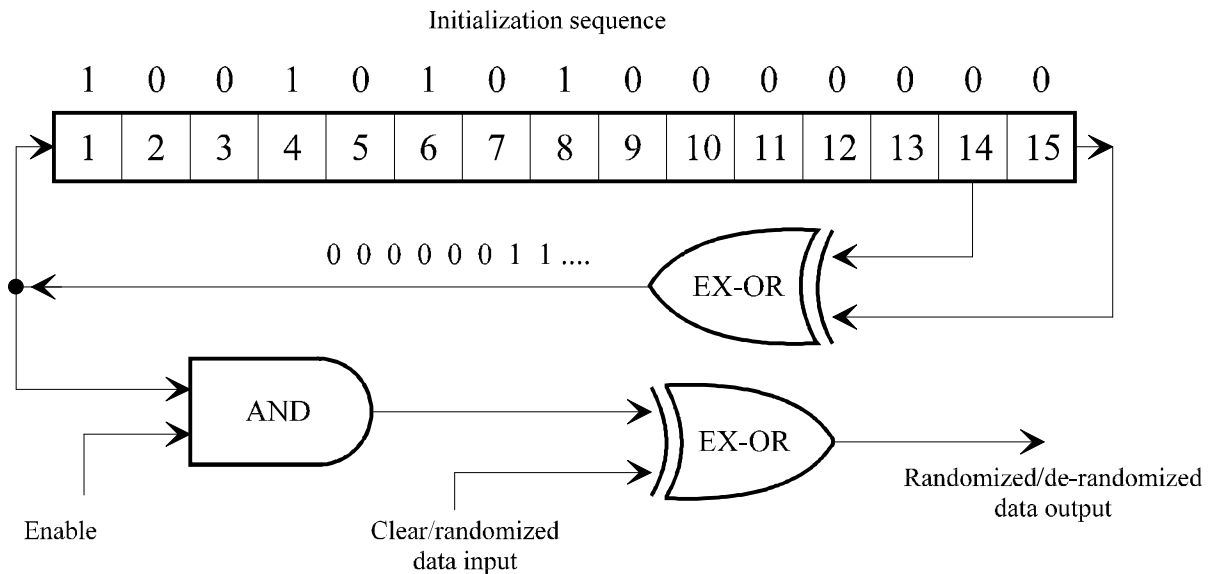 Initialization sequence
1 0 0 1 0 1 0 1 0 0 0 0 0 0 0
1 2 3 4 5 6 7 8 9 10 11 12 13 14 15
0 0 0 0 0 0 1 1 ....
EX-OR
AND
EX-OR
Enable
Clear/randomized
data input
Randomized/de-randomized
data output